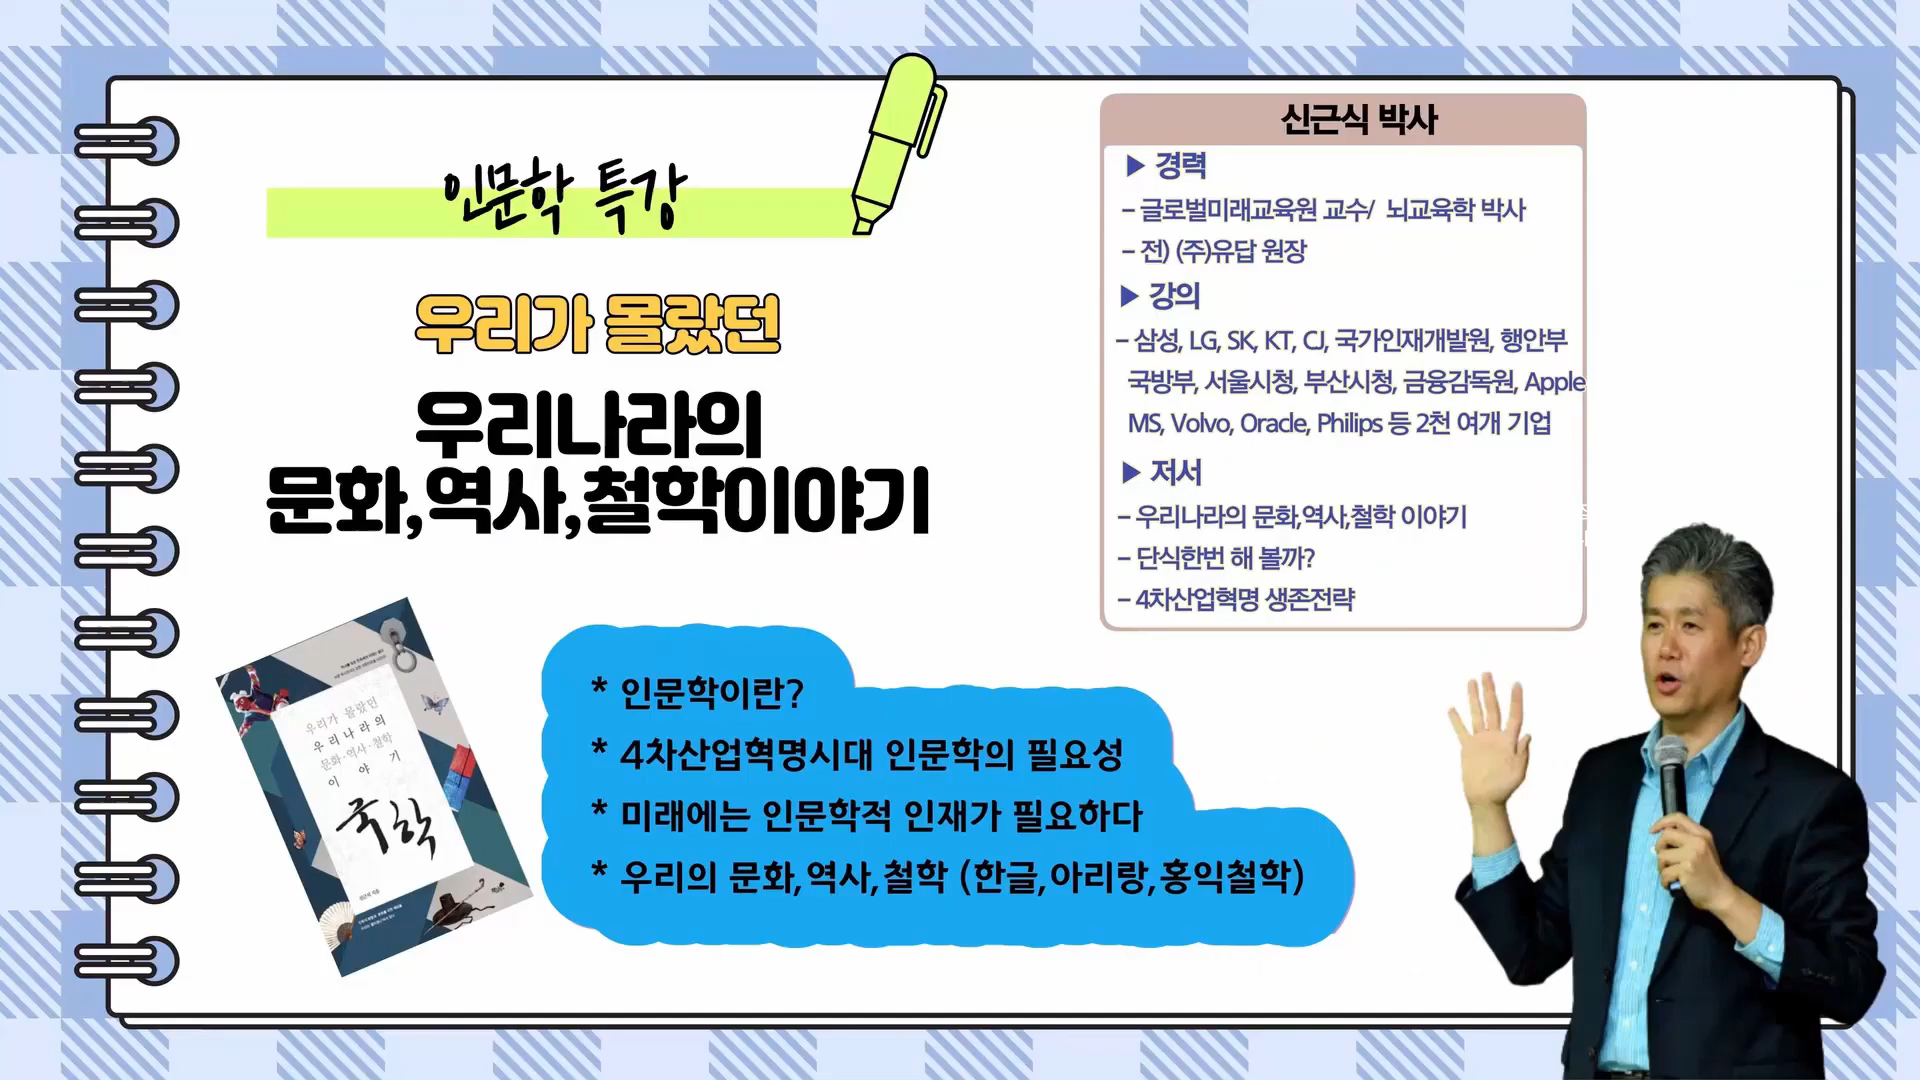 인문학 특강
우리가 몰랐던
우리나라의
문화,역사,철학이야기
신근식 박사
▶ 경력
– 글로벌미래교육원 교수/ 뇌교육학 박사
– 전) (주)유답 원장
▶ 강의
– 삼성, LG, SK, KT, CJ, 국가인재개발원, 행안부
국방부, 서울시청, 부산시청, 금융감독원, Apple
MS, Volvo, Oracle, Philips 등 2천 여개 기업
▶ 저서
– 우리나라의 문화,역사,철학 이야기
– 단식한번 해 볼까?
– 4차산업혁명 생존전략
우리가 몰랐던
우리나라의
문화·역사·철학
이야기
국학
* 인문학이란?
* 4차산업혁명시대 인문학의 필요성
* 미래에는 인문학적 인재가 필요하다
* 우리의 문화,역사,철학 (한글,아리랑,홍익철학)